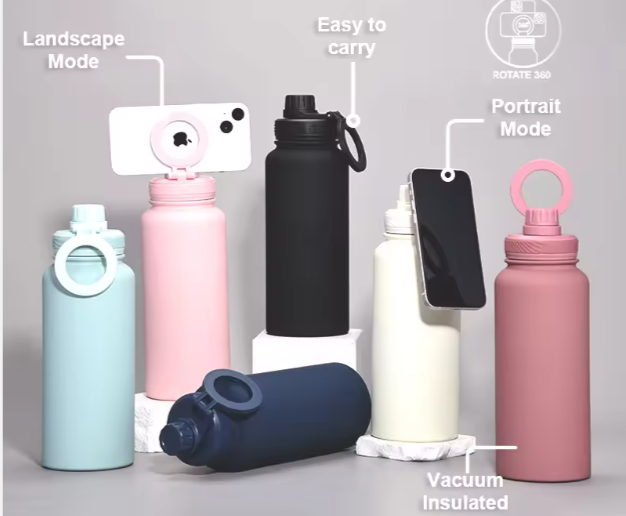 Landscape
Mode
Easy to
carry
ROTATE 360
Portrait
Mode
Vacuum
Insulated